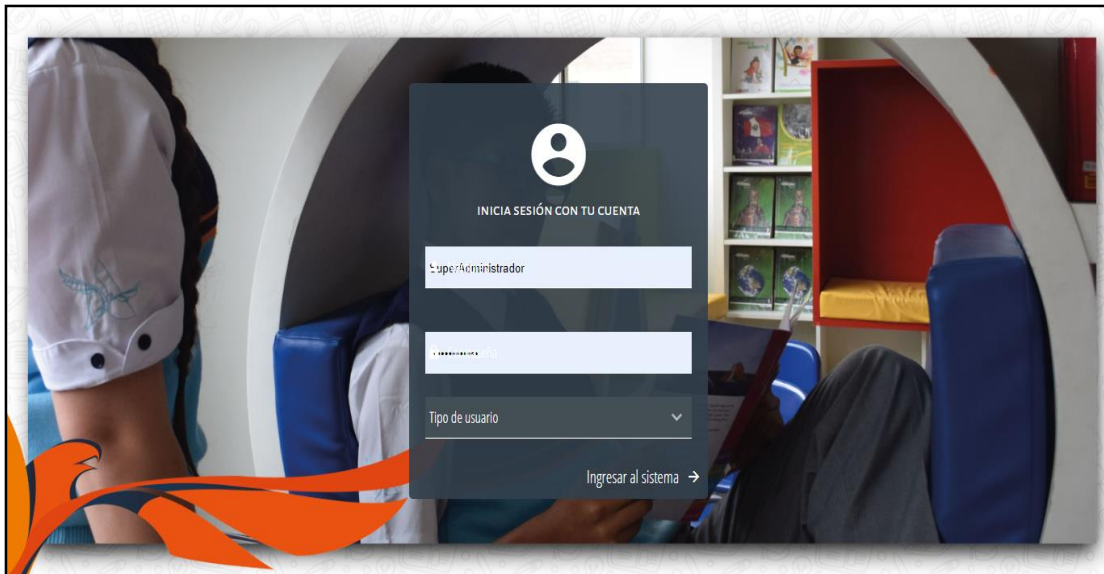 INICIA SESIÓN CON TU CUENTA
SuperAdministrador
Tipo de usuario
Ingresar al sistema →